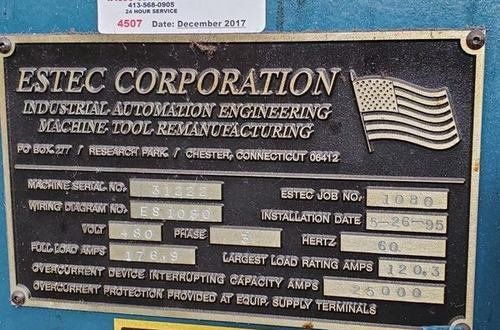 413-568-0905
24 HOUR SERVICE
4507 Date: December 2017
ESTEC CORPORATION
INDUSTRIAL AUTOMATION ENGINEERING
MACHINE TOOL REMANUFACTURING
PO BOX 277 / RESEARCH PARK / CHESTER, CONNECTICUT 06412
MACHINE SERIAL NO. 31222 ESTEC JOB NO. 1080
WIRING DIAGRAM NO. ES1080 INSTALLATION DATE 5-26-95
VOLT 480 PHASE 3 HERTZ 60
FULL LOAD AMPS 176.9 LARGEST LOAD RATING AMPS 120.3
OVERCURRENT DEVICE INTERRUPTING CAPACITY AMPS 25000
OVERCURRENT PROTECTION PROVIDED AT EQUIP. SUPPLY TERMINALS